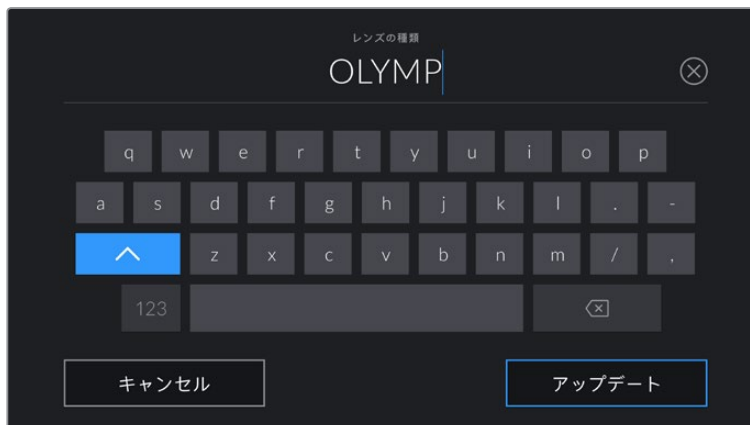 レンズの種類
OLYMP
q w e r t y u i o p
a s d f g h j k l . -
z x c v b n m / ,
123
キャンセル アップデート